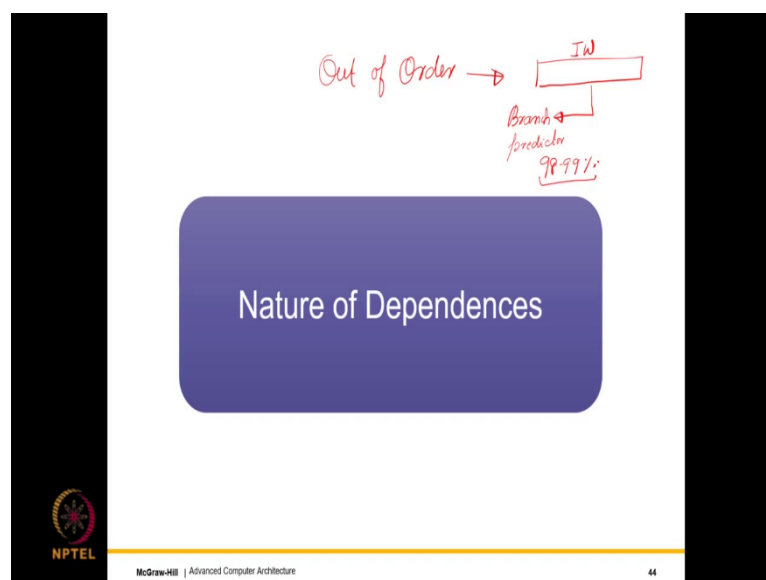 Out of Order → IW
Branch
predictor
98-99%
Nature of Dependences
NPTEL
McGraw-Hill | Advanced Computer Architecture 44